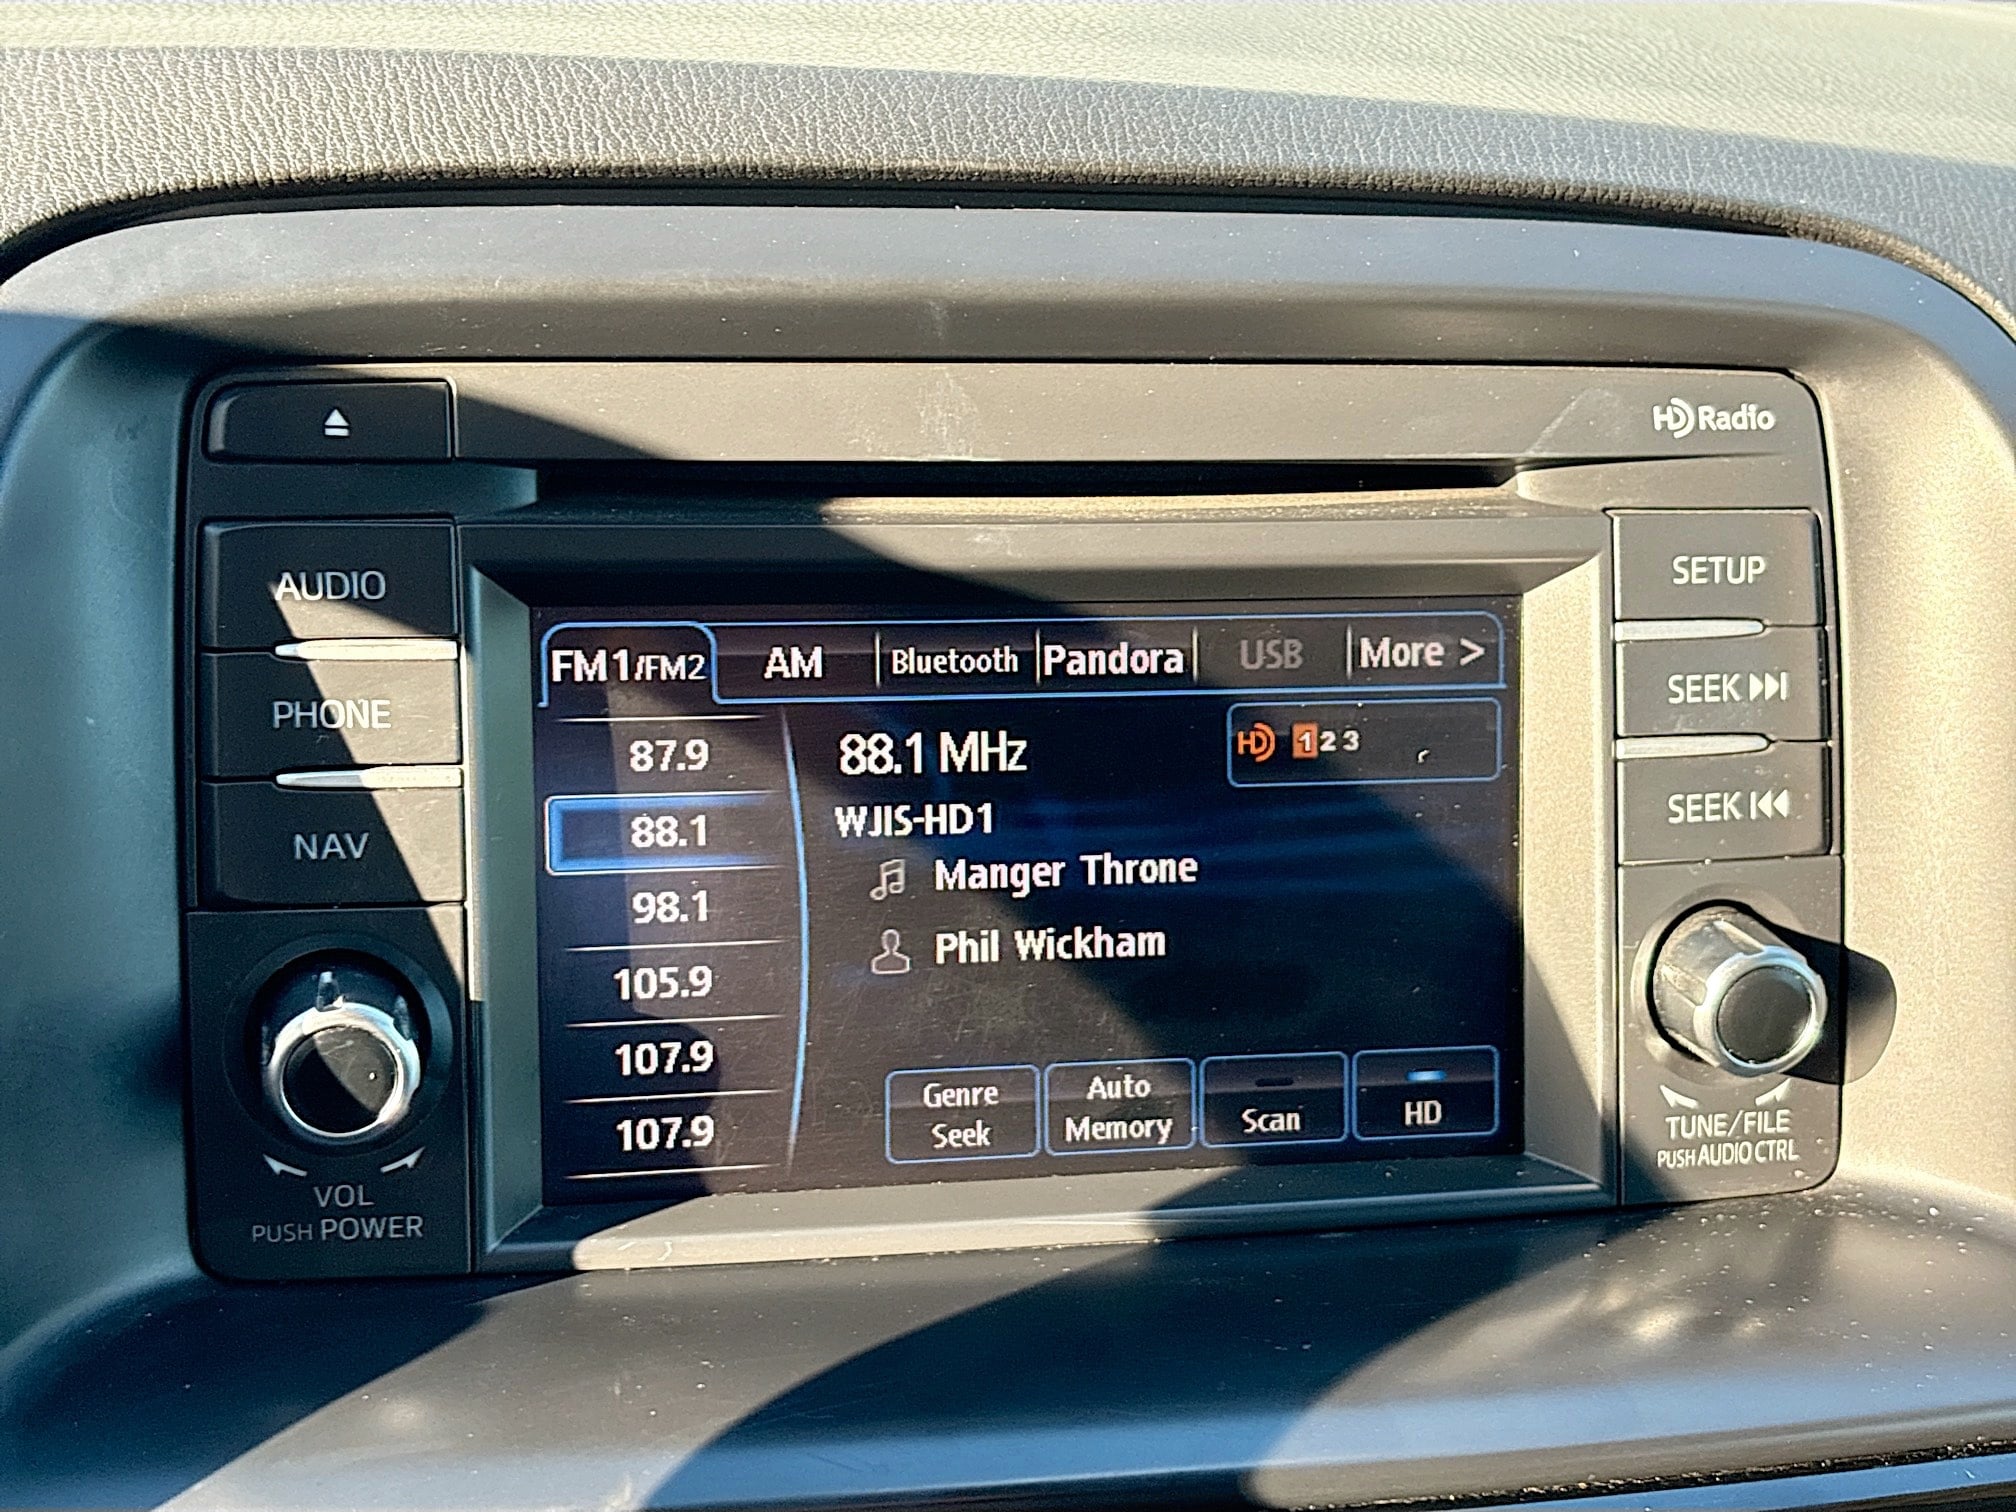 HD Radio
AUDIO
PHONE
NAV
VOL
PUSH POWER
FM1/FM2
AM
Bluetooth
Pandora
USB
More >
87.9
88.1
98.1
105.9
107.9
107.9
88.1 MHz
HD 1 2 3
WJIS-HD1
Manger Throne
Phil Wickham
Genre
Seek
Auto
Memory
Scan
HD
SETUP
SEEK
SEEK
TUNE/FILE
PUSH AUDIO CTRL